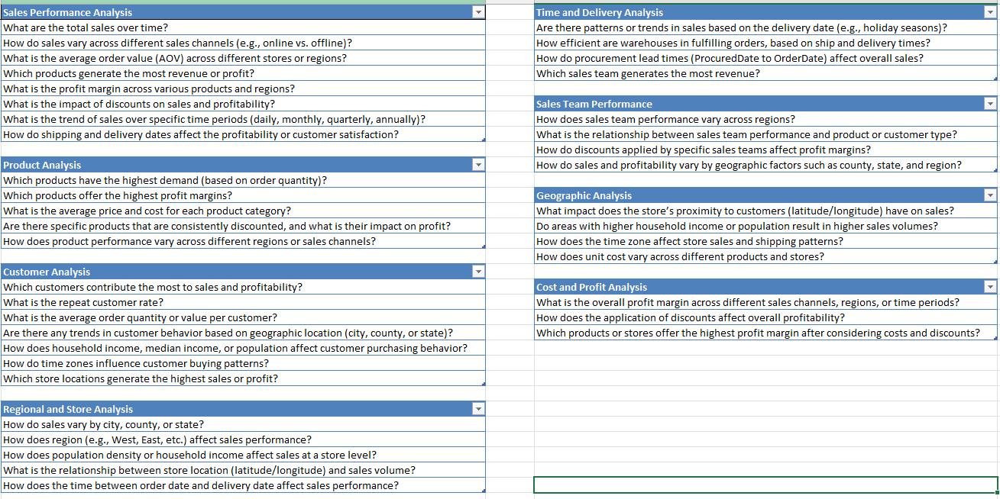 Sales Performance Analysis
What are the total sales over time?
How do sales vary across different sales channels (e.g., online vs. offline)?
What is the average order value (AOV) across different stores or regions?
Which products generate the most revenue or profit?
What is the profit margin across various products and regions?
What is the impact of discounts on sales and profitability?
What is the trend of sales over specific time periods (daily, monthly, quarterly, annually)?
How do shipping and delivery dates affect the profitability or customer satisfaction?
Product Analysis
Which products have the highest demand (based on order quantity)?
Which products offer the highest profit margins?
What is the average price and cost for each product category?
Are there specific products that are consistently discounted, and what is their impact on profit?
How does product performance vary across different regions or sales channels?
Customer Analysis
Which customers contribute the most to sales and profitability?
What is the repeat customer rate?
What is the average order quantity or value per customer?
Are there any trends in customer behavior based on geographic location (city, county, or state)?
How does household income, median income, or population affect customer purchasing behavior?
How do time zones influence customer buying patterns?
Which store locations generate the highest sales or profit?
Regional and Store Analysis
How do sales vary by city, county, or state?
How does region (e.g., West, East, etc.) affect sales performance?
How does population density or household income affect sales at a store level?
What is the relationship between store location (latitude/longitude) and sales volume?
How does the time between order date and delivery date affect sales performance?
Time and Delivery Analysis
Are there patterns or trends in sales based on the delivery date (e.g., holiday seasons)?
How efficient are warehouses in fulfilling orders, based on ship and delivery times?
How do procurement lead times (ProcuredDate to OrderDate) affect overall sales?
Which sales team generates the most revenue?
Sales Team Performance
How does sales team performance vary across regions?
What is the relationship between sales team performance and product or customer type?
How do discounts applied by specific sales teams affect profit margins?
How do sales and profitability vary by geographic factors such as county, state, and region?
Geographic Analysis
What impact does the store’s proximity to customers (latitude/longitude) have on sales?
Do areas with higher household income or population result in higher sales volumes?
How does the time zone affect store sales and shipping patterns?
How does unit cost vary across different products and stores?
Cost and Profit Analysis
What is the overall profit margin across different sales channels, regions, or time periods?
How does the application of discounts affect overall profitability?
Which products or stores offer the highest profit margin after considering costs and discounts?